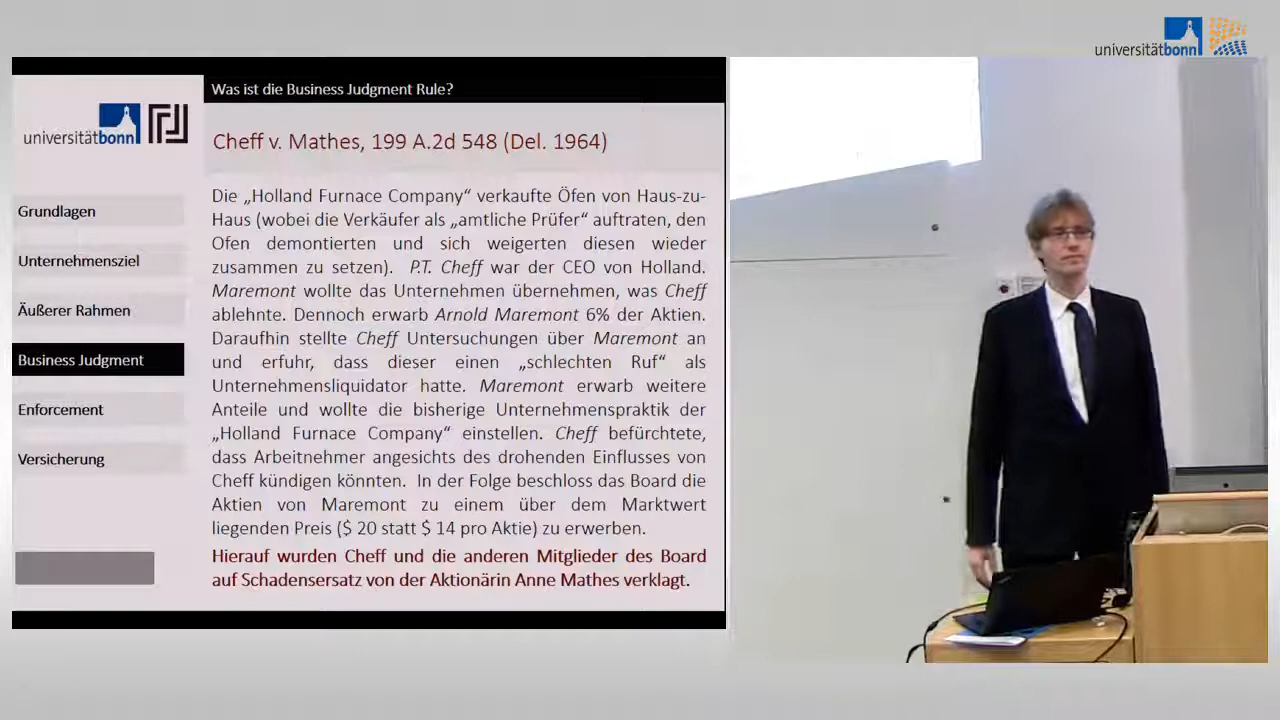 universitätbonn
Was ist die Business Judgment Rule?
universitätbonn
Cheff v. Mathes, 199 A.2d 548 (Del. 1964)
Die „Holland Furnace Company“ verkaufte Öfen von Haus-zu-
Haus (wobei die Verkäufer als „amtliche Prüfer“ auftraten, den
Ofen demontierten und sich weigerten diesen wieder
zusammen zu setzen). P.T. Cheff war der CEO von Holland.
Maremont wollte das Unternehmen übernehmen, was Cheff
ablehnte. Dennoch erwarb Arnold Maremont 6% der Aktien.
Daraufhin stellte Cheff Untersuchungen über Maremont an
und erfuhr, dass dieser einen „schlechten Ruf“ als
Unternehmensliquidator hatte. Maremont erwarb weitere
Anteile und wollte die bisherige Unternehmenspraktik der
„Holland Furnace Company“ einstellen. Cheff befürchtete,
dass Arbeitnehmer angesichts des drohenden Einflusses von
Cheff kündigen könnten. In der Folge beschloss das Board die
Aktien von Maremont zu einem über dem Marktwert
liegenden Preis ($ 20 statt $ 14 pro Aktie) zu erwerben.
Hierauf wurden Cheff und die anderen Mitglieder des Board
auf Schadensersatz von der Aktionärin Anne Mathes verklagt.
Grundlagen
Unternehmensziel
Äußerer Rahmen
Business Judgment
Enforcement
Versicherung